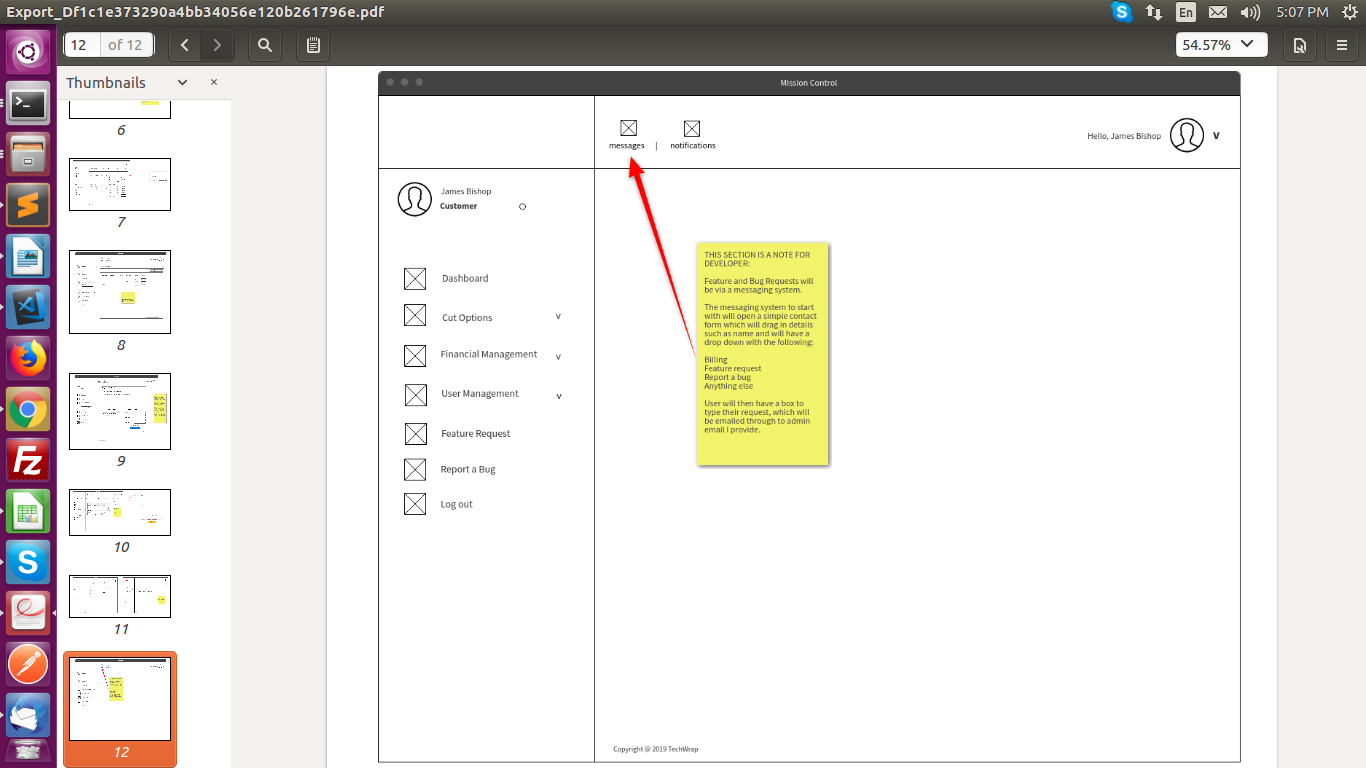 Export_Df1c1e373290a4bb34056e120b261796e.pdf
En
5:07 PM
12 of 12
54.57%
Thumbnails
6
7
8
9
10
11
12
Mission Control
messages | notifications
Hello, James Bishop
v
James Bishop
Customer
Dashboard
Cut Options v
Financial Management v
User Management v
Feature Request
Report a Bug
Log out
THIS SECTION IS A NOTE FOR
DEVELOPER:
Feature and Bug Requests will
be via a messaging system.
The messaging system to start
with will open a simple contact
form which will drag in details
such as name and will have a
drop down with the following:
Billing
Feature request
Report a bug
Anything else
User will then have a box to
type their request, which will
be emailed through to admin
email I provide.
Copyright @ 2019 TechWrap